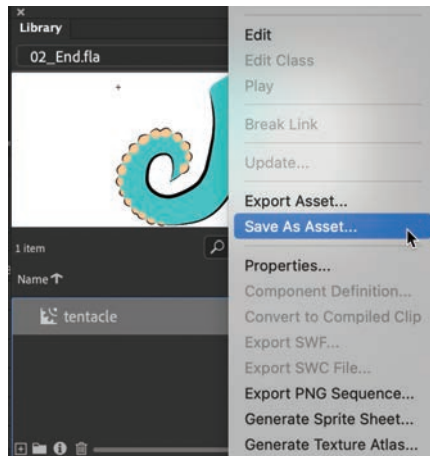 Library
02_End.fla
1 item
Name
tentacle
Edit
Edit Class
Play
Break Link
Update...
Export Asset...
Save As Asset...
Properties...
Component Definition...
Convert to Compiled Clip
Export SWF...
Export SWC File...
Export PNG Sequence...
Generate Sprite Sheet...
Generate Texture Atlas...